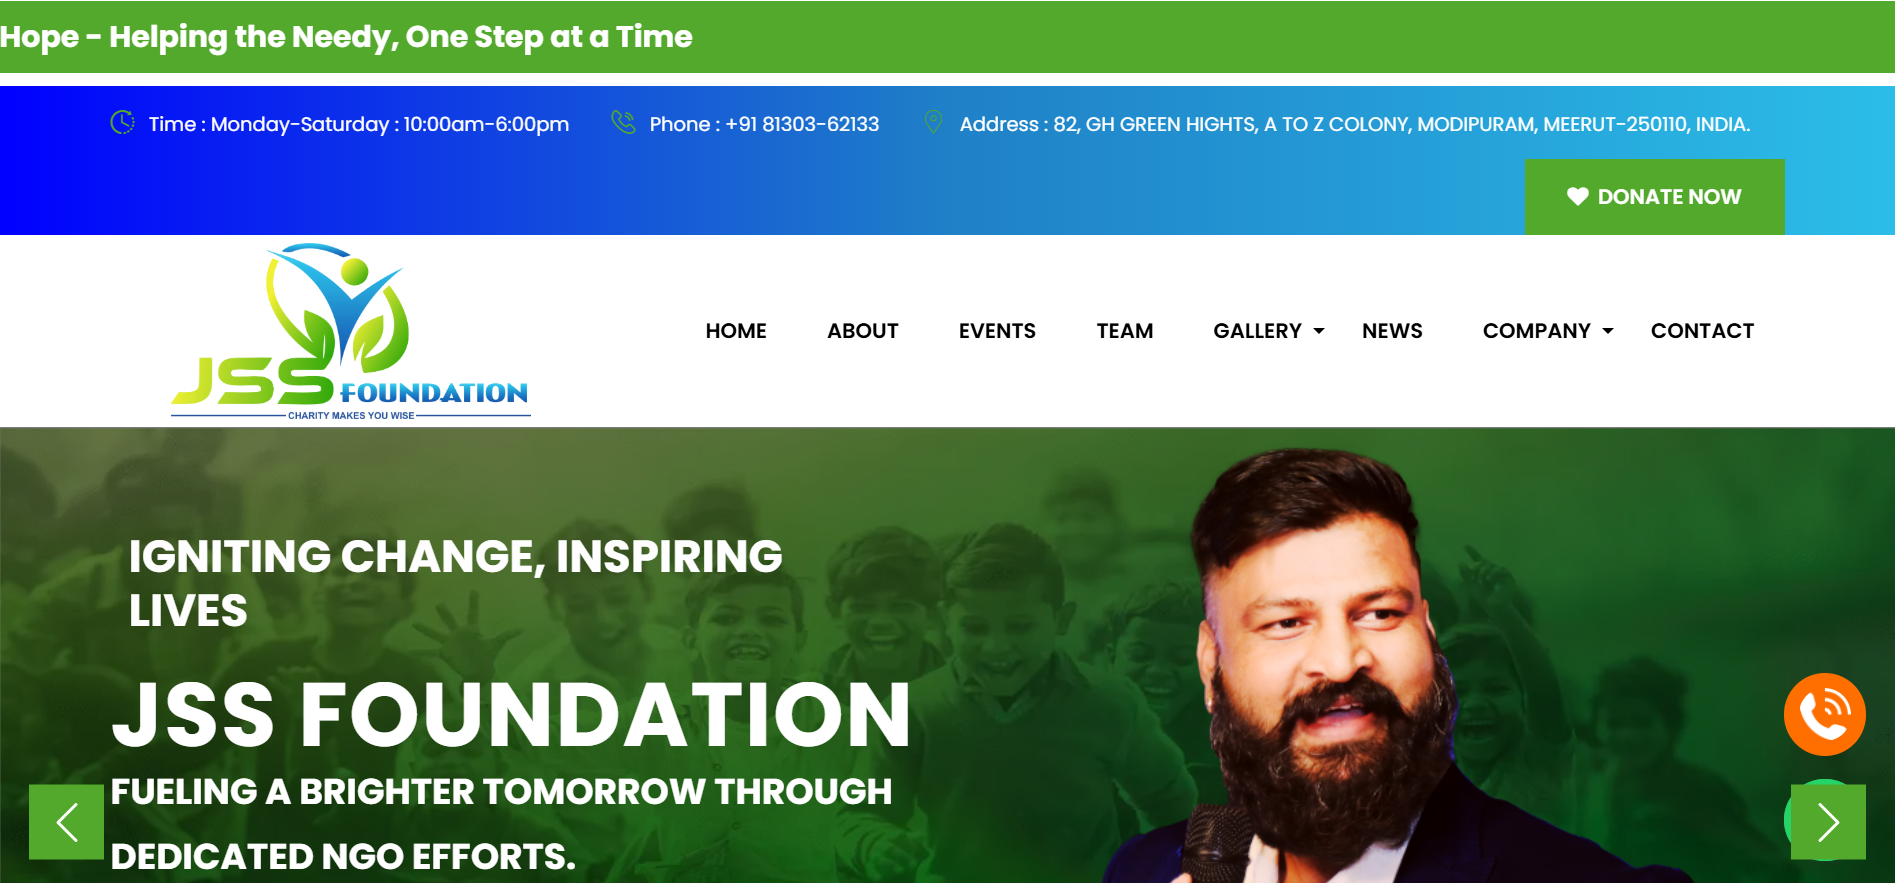 Hope - Helping the Needy, One Step at a Time
Time : Monday-Saturday : 10:00am-6:00pm
Phone : +91 81303-62133
Address : 82, GH GREEN HIGHTS, A TO Z COLONY, MODIPURAM, MEERUT-250110, INDIA.
DONATE NOW
JSS FOUNDATION
CHARITY MAKES YOU WISE
HOME
ABOUT
EVENTS
TEAM
GALLERY
NEWS
COMPANY
CONTACT
IGNITING CHANGE, INSPIRING
LIVES
JSS FOUNDATION
FUELING A BRIGHTER TOMORROW THROUGH
DEDICATED NGO EFFORTS.